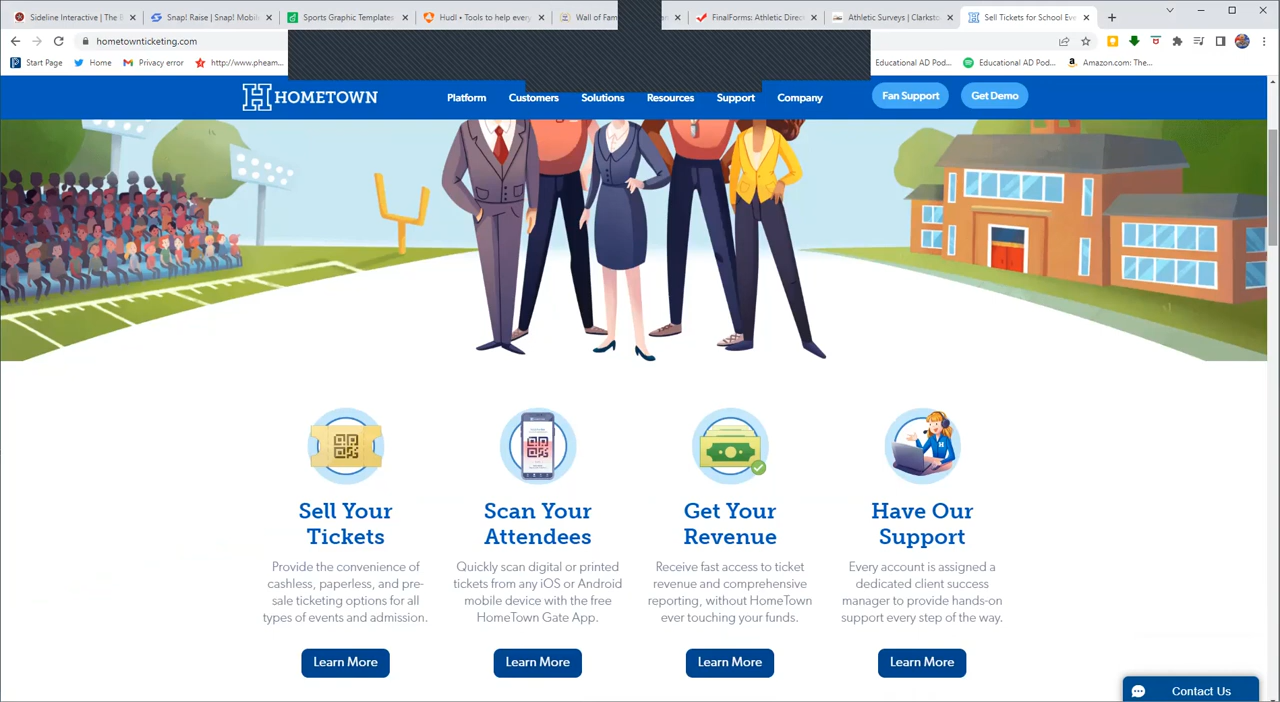 Sideline Interactive | The B
Snap! Raise | Snap! Mobile
Sports Graphic Templates
Hudl • Tools to help every
Wall of Fam
FinalForms: Athletic Direc
Athletic Surveys | Clarksto
Sell Tickets for School Eve
hometownticketing.com
Start Page
Home
Privacy error
http://www.pheam...
Educational AD Pod...
Educational AD Pod...
Amazon.com: The...
HOMETOWN
Platform
Customers
Solutions
Resources
Support
Company
Fan Support
Get Demo
Sell Your
Tickets
Provide the convenience of
cashless, paperless, and pre-
sale ticketing options for all
types of events and admission.
Learn More
Scan Your
Attendees
Quickly scan digital or printed
tickets from any iOS or Android
mobile device with the free
HomeTown Gate App.
Learn More
Get Your
Revenue
Receive fast access to ticket
revenue and comprehensive
reporting, without HomeTown
ever touching your funds.
Learn More
Have Our
Support
Every account is assigned a
dedicated client success
manager to provide hands-on
support every step of the way.
Learn More
Contact Us